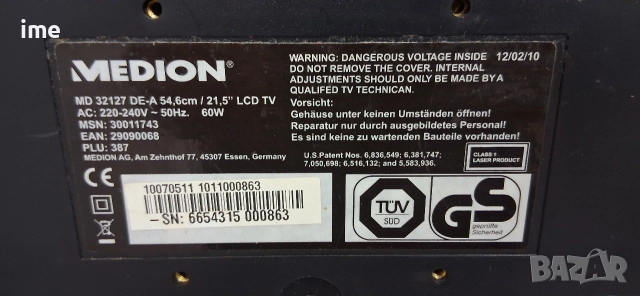 ime
MEDION®
MD 32127 DE-A 54,6cm / 21,5" LCD TV
AC: 220-240V ~ 50Hz. 60W
MSN: 30011743
EAN: 29090068
PLU: 387
MEDION AG, Am Zehnthof 77, 45307 Essen, Germany
WARNING: DANGEROUS VOLTAGE INSIDE 12/02/10
DO NOT REMOVE THE COVER. INTERNAL
ADJUSTMENTS SHOULD ONLY BE MADE BY A
QUALIFED TV TECHNICAN.
Vorsicht:
Gehäuse unter keinen Umständen öffnen!
Reparatur nur durch ausgebildetes Personal!
Es sind keine zu wartenden Bauteile vorhanden!
U.S.Patent Nos. 6,836,549; 6,381,747;
7,050,698; 6,516,132; and 5,583,936.
CLASS 1
LASER PRODUCT
CE
10070511 1011000863
- SN: 6654315 000863
TÜV
SÜD
GS
geprüfte
Sicherheit
BAZAR.BG